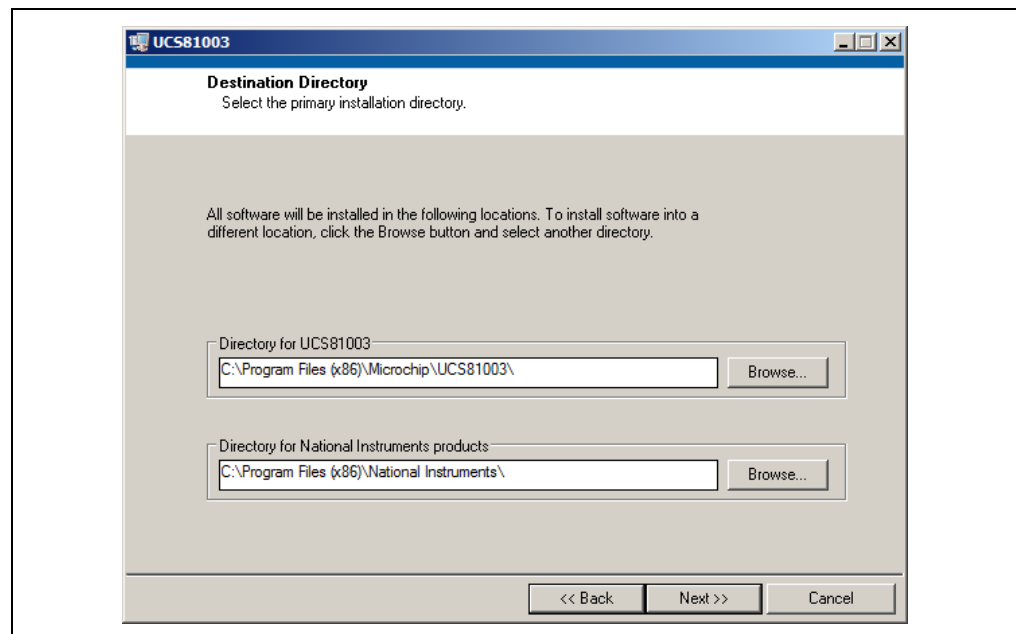 UCS81003
Destination Directory
Select the primary installation directory.
All software will be installed in the following locations. To install software into a
different location, click the Browse button and select another directory.
Directory for UCS81003
C:\Program Files (x86)\Microchip\UCS81003\
Browse...
Directory for National Instruments products
C:\Program Files (x86)\National Instruments\
Browse...
<< Back
Next >>
Cancel